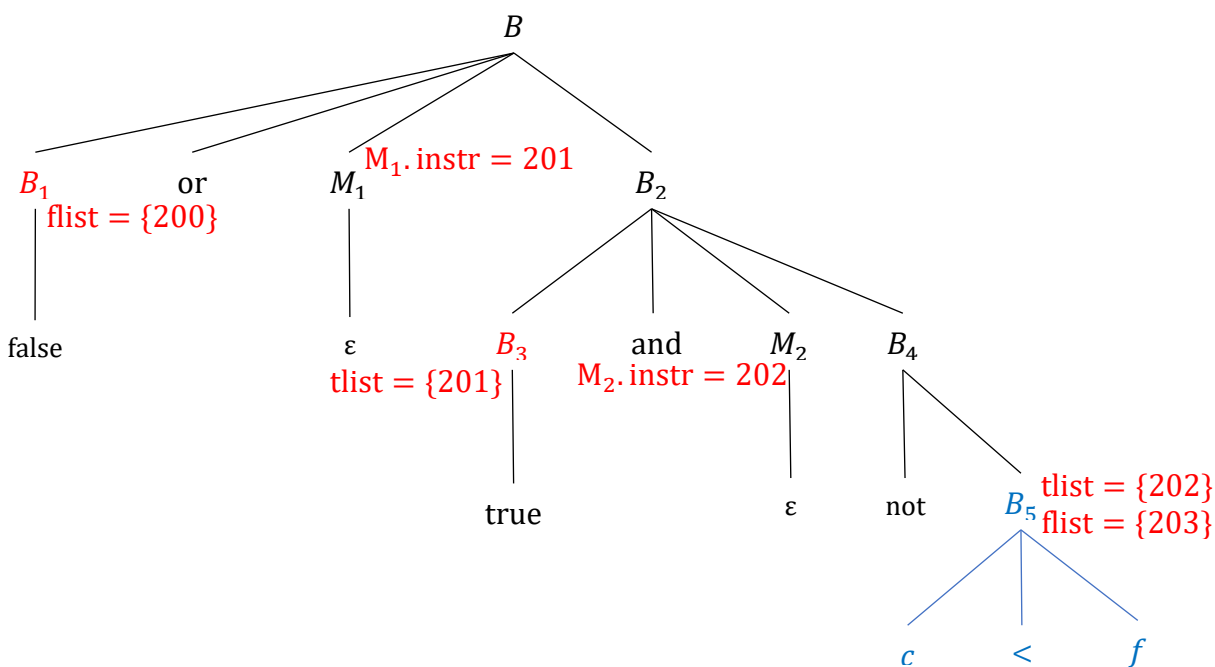 B
B₁ or M₁ M₁. instr = 201 B₂
flist = {200}
false ε B₃ and M₂ B₄
tlist = {201} M₂. instr = 202
true ε not B₅ tlist = {202}
flist = {203}
c < f